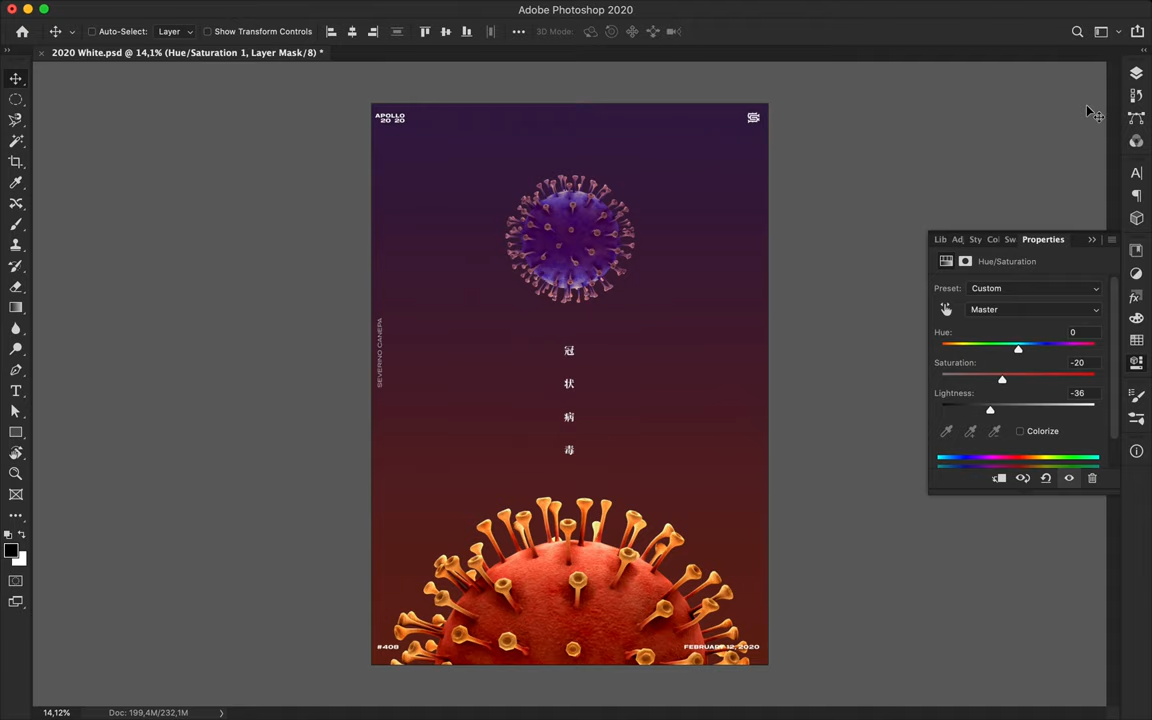 Adobe Photoshop 2020
Auto-Select: Layer Show Transform Controls 3D Mode:
2020 White.psd @ 14,1% (Hue/Saturation 1, Layer Mask/8) *
APOLLO
20 20
SEVERINO CANEPA
冠
状
病
毒
#408
FEBRUARY 12, 2020
Lib Adj Sty Col Sw Properties
Hue/Saturation
Preset: Custom
Master
Hue: 0
Saturation: -20
Lightness: -36
Colorize
14,12% Doc: 199,4M/232,1M